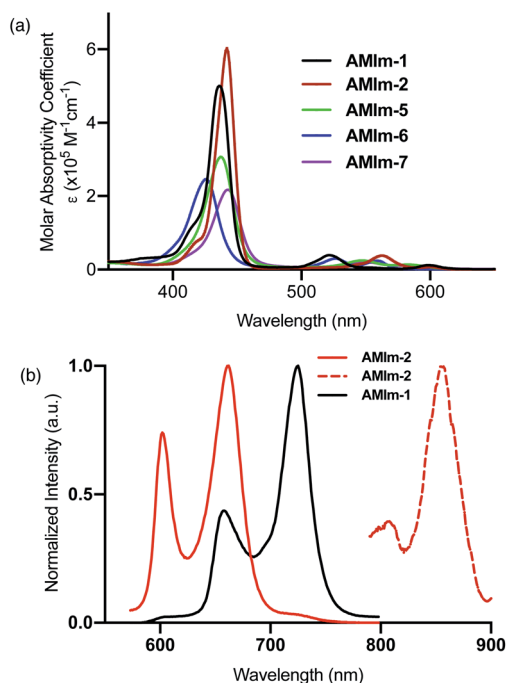 (a)
Molar Absorptivity Coefficient
ε (x10⁵ M⁻¹cm⁻¹)
6
4
2
0
AMIm-1
AMIm-2
AMIm-5
AMIm-6
AMIm-7
400
500
600
Wavelength (nm)
(b)
AMIm-2
AMIm-2
AMIm-1
Normalized Intensity (a.u.)
1.0
0.5
0.0
600
700
800
900
Wavelength (nm)